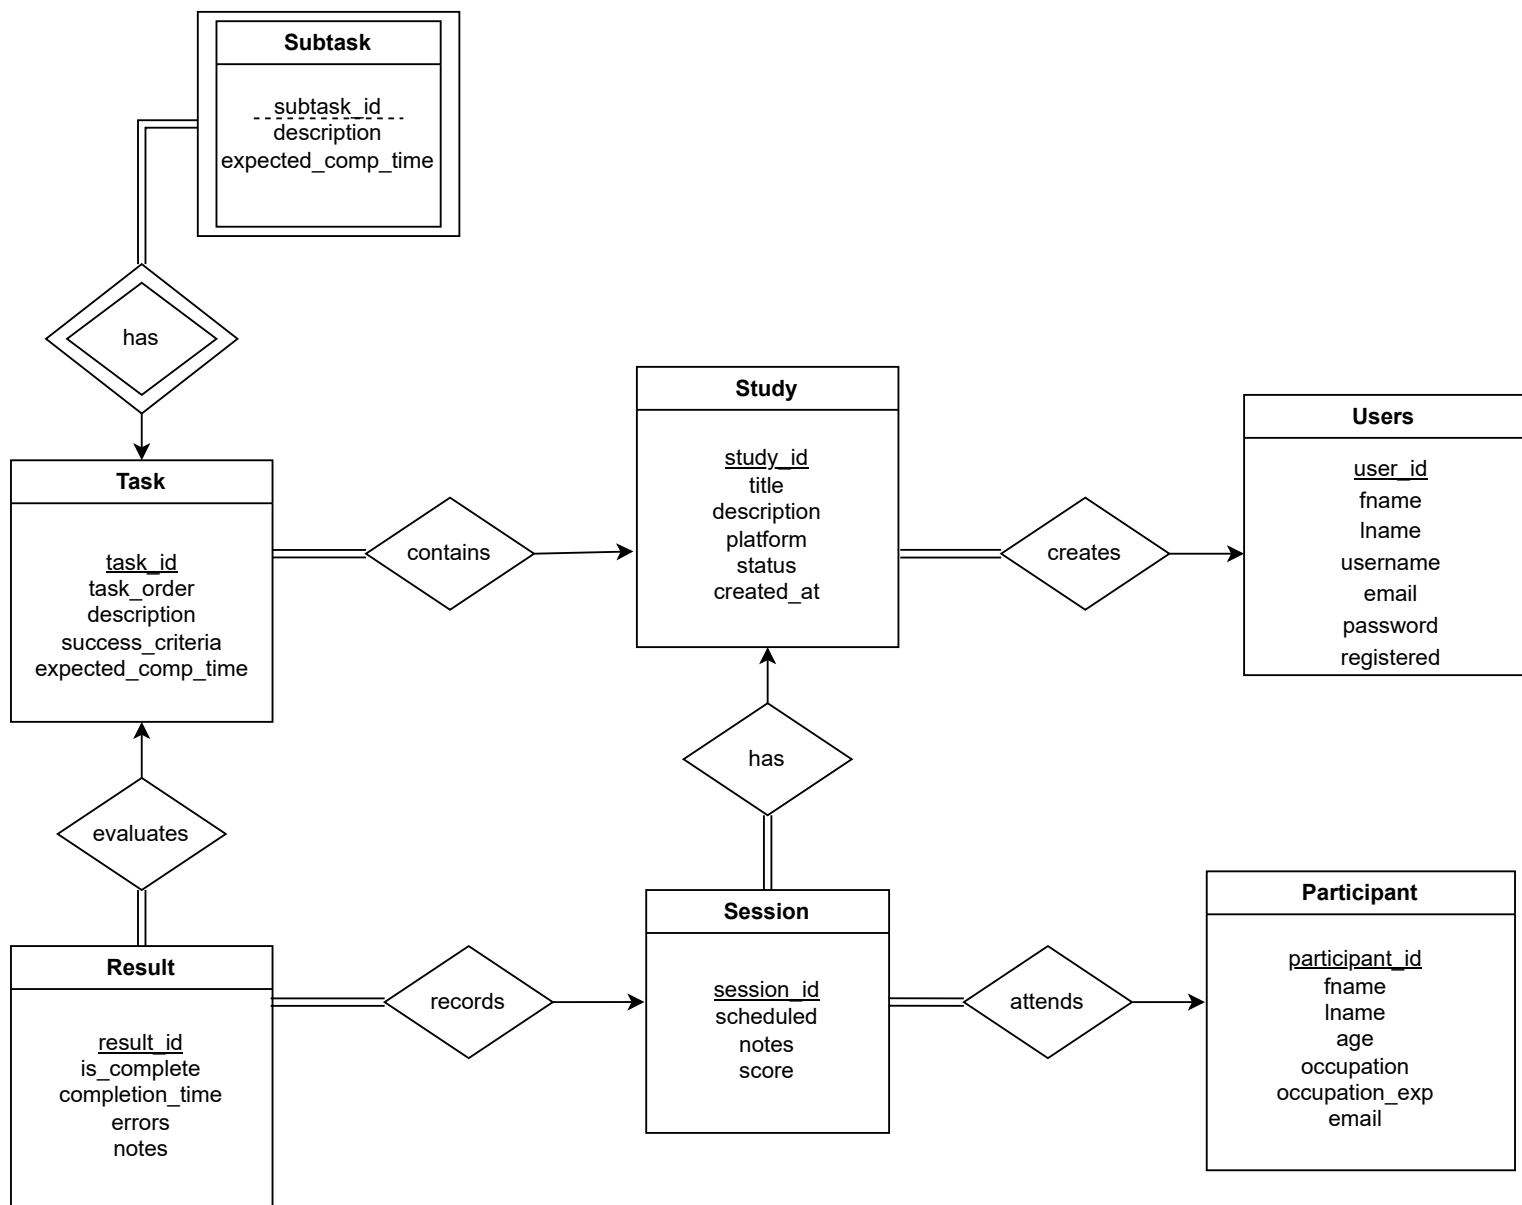 Subtask
subtask_id
description
expected_comp_time
has
Study
study_id
title
description
platform
status
created_at
Users
user_id
fname
lname
username
email
password
registered
Task
task_id
task_order
description
success_criteria
expected_comp_time
contains
creates
has
evaluates
Result
result_id
is_complete
completion_time
errors
notes
records
Session
session_id
scheduled
notes
score
attends
Participant
participant_id
fname
lname
age
occupation
occupation_exp
email